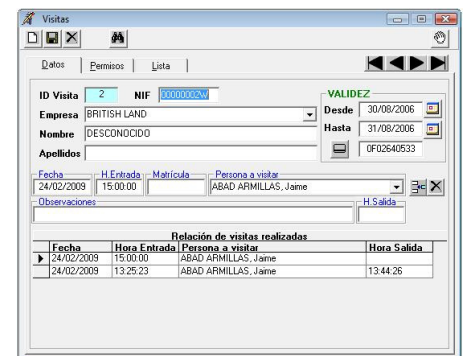 Visitas
Datos Permisos Lista
ID Visita 2 NIF 00000002W
VALIDEZ
Empresa BRITISH LAND
Desde 30/08/2006
Nombre DESCONOCIDO
Hasta 31/08/2006
Apellidos
0F02640533
Fecha H.Entrada Matrícula Persona a visitar
24/02/2009 15:00:00 ABAD ARMILLAS, Jaime
Observaciones H.Salida
Relación de visitas realizadas
Fecha Hora Entrada Persona a visitar Hora Salida
24/02/2009 15:00:00 ABAD ARMILLAS, Jaime
24/02/2009 13:25:23 ABAD ARMILLAS, Jaime 13:44:26